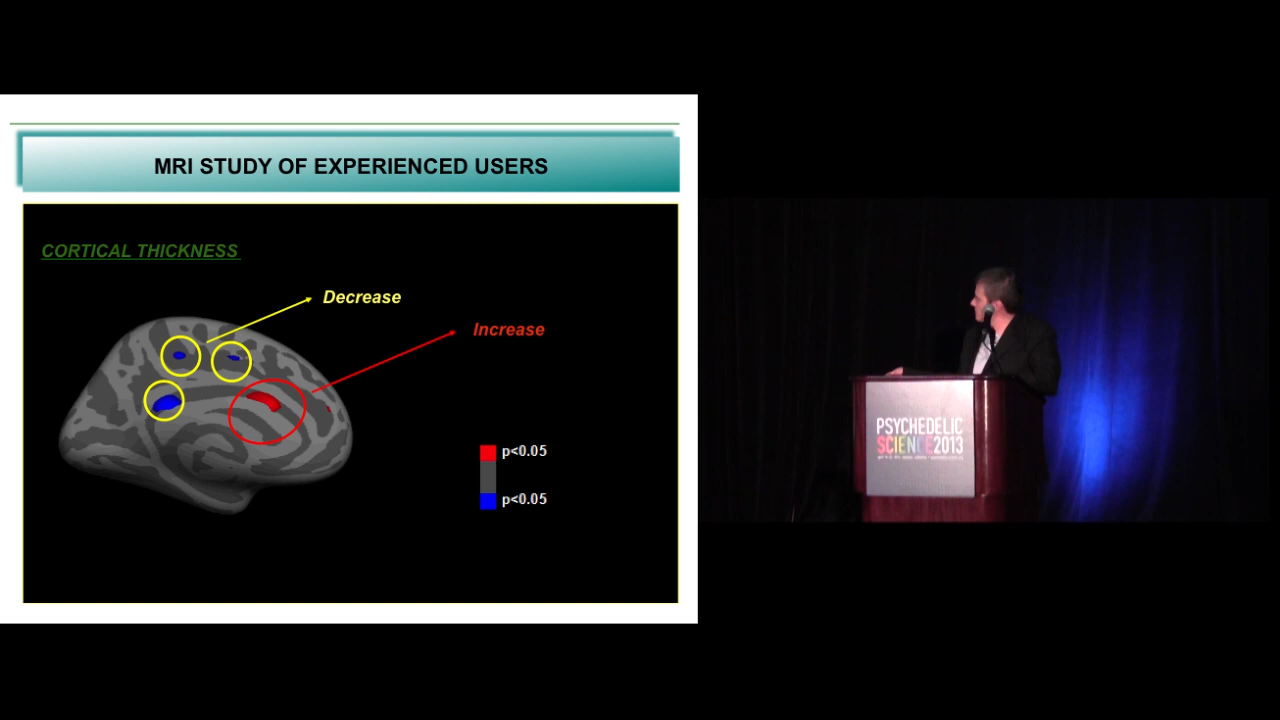 MRI STUDY OF EXPERIENCED USERS
CORTICAL THICKNESS
Decrease
Increase
p<0.05
p<0.05
PSYCHEDELIC
SCIENCE2013